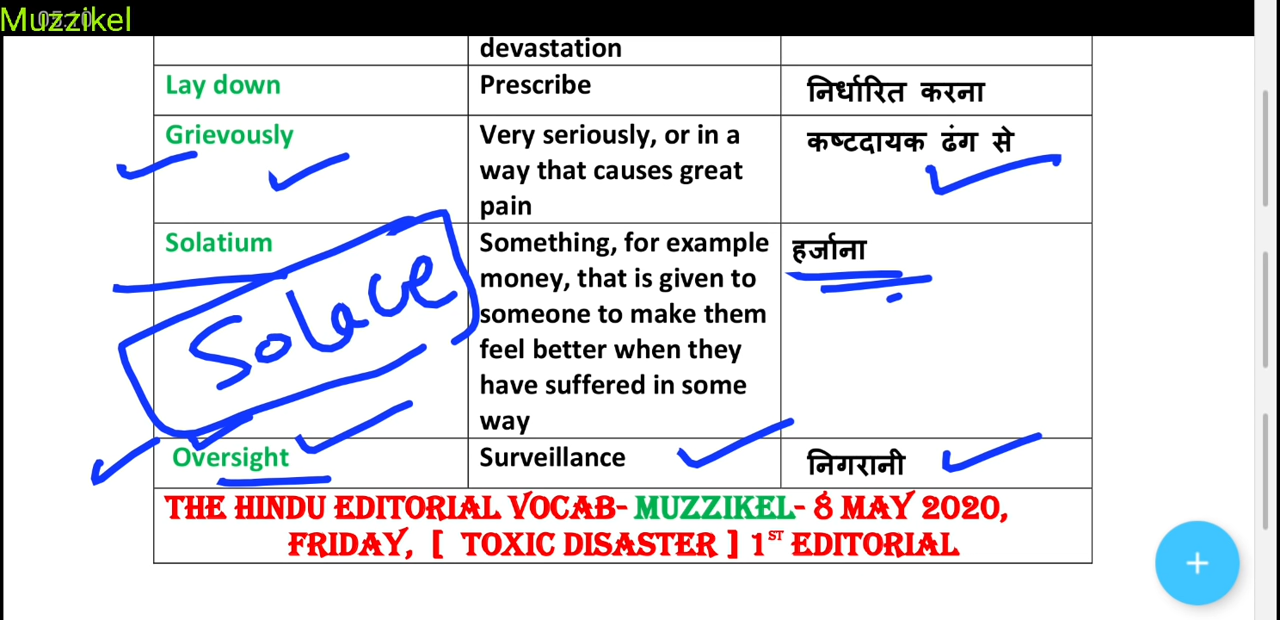 Muzzikel
devastation
Lay down Prescribe निर्धारित करना
Grievously Very seriously, or in a कष्टदायक ढंग से
way that causes great
pain
Solatium Something, for example हर्जाना
money, that is given to
someone to make them
feel better when they
have suffered in some
way
Solace
Oversight Surveillance निगरानी
THE HINDU EDITORIAL VOCAB- MUZZIKEL- 8 MAY 2020,
FRIDAY, [ TOXIC DISASTER ] 1ST EDITORIAL